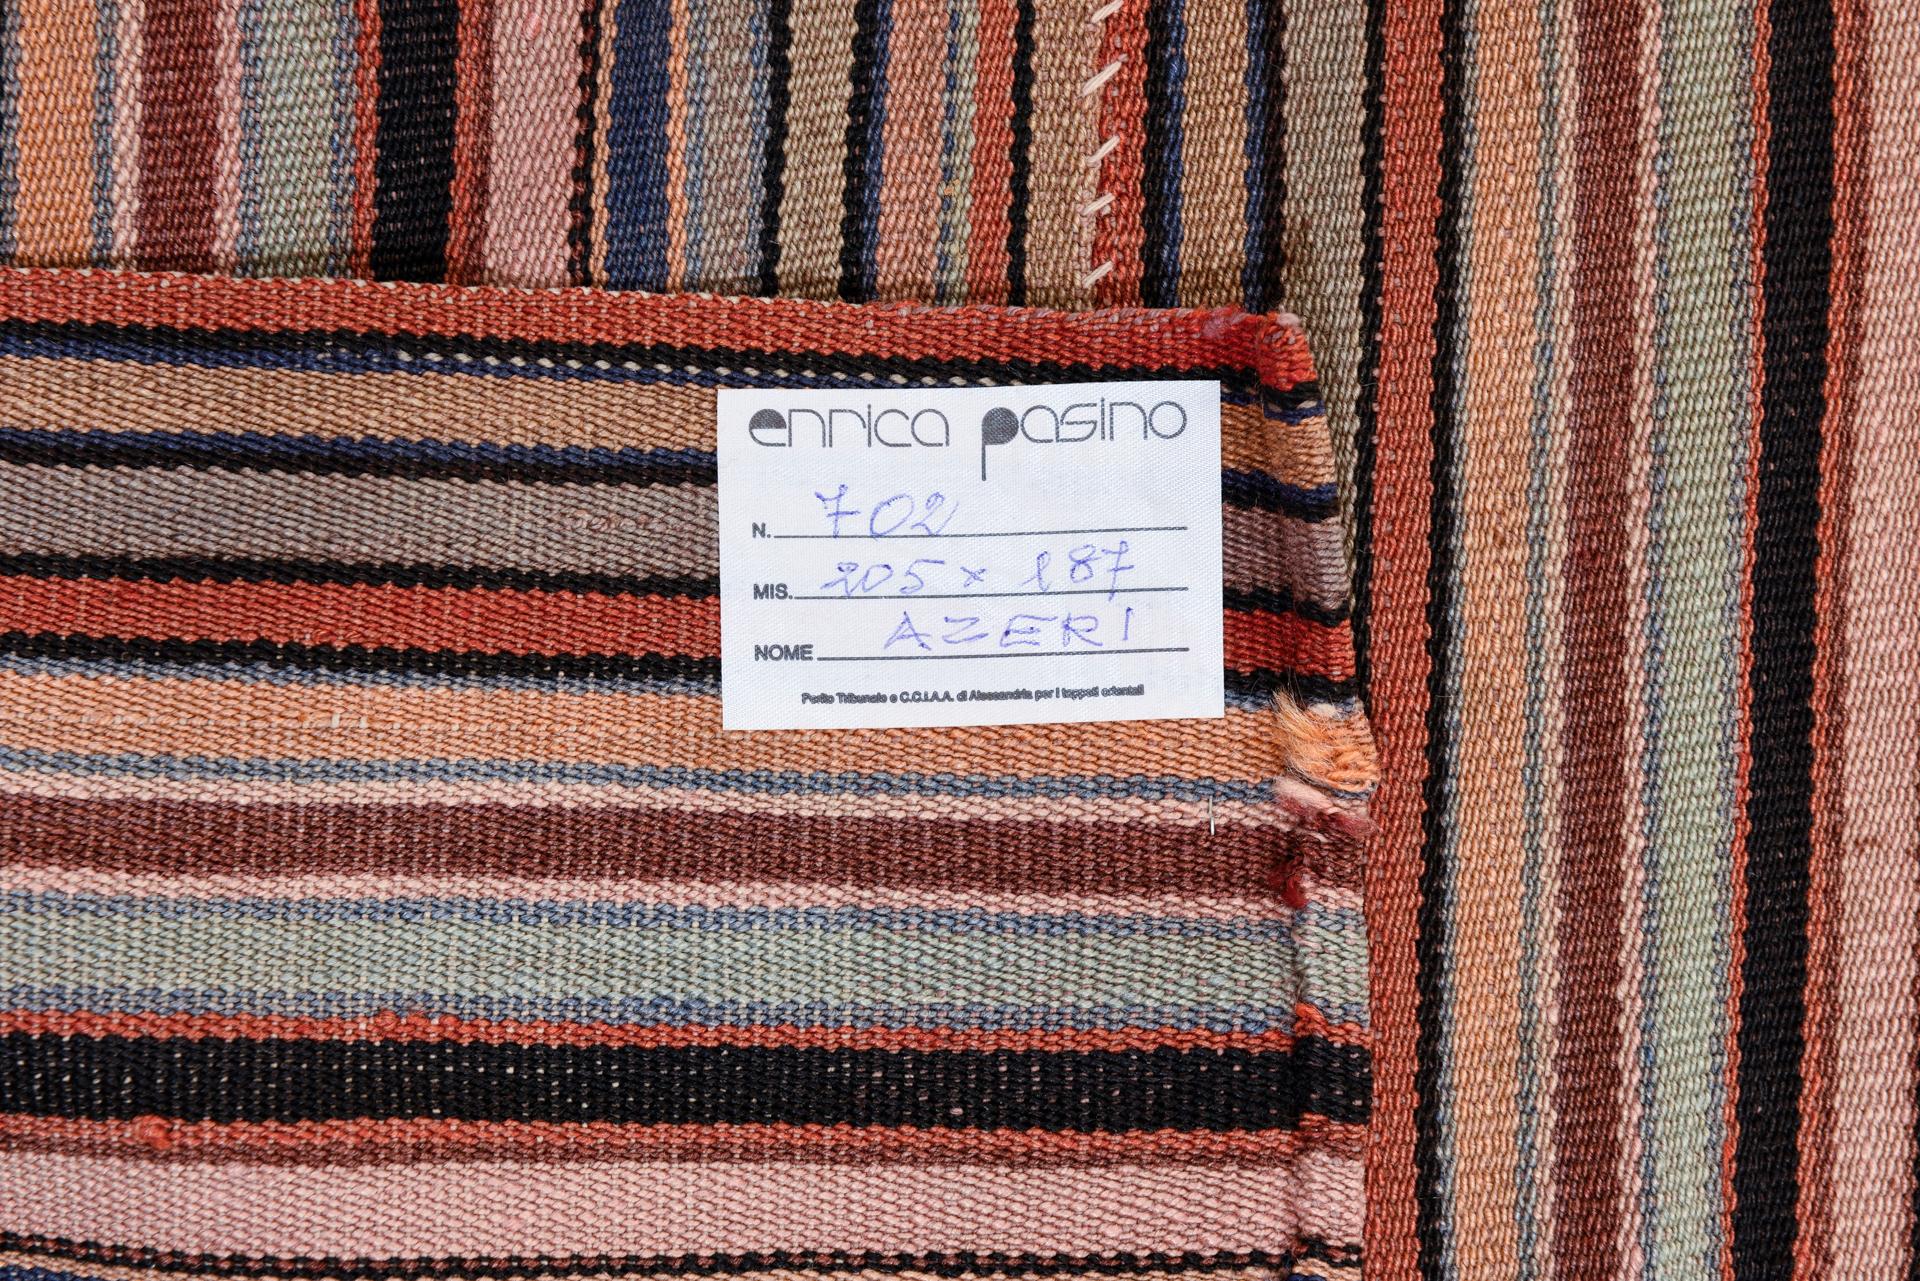 enrica pasino
N. 702
MIS. 205 x 187
NOME AZERI
Perito Tribunale e C.C.I.A.A. di Alessandria per i tappeti orientali